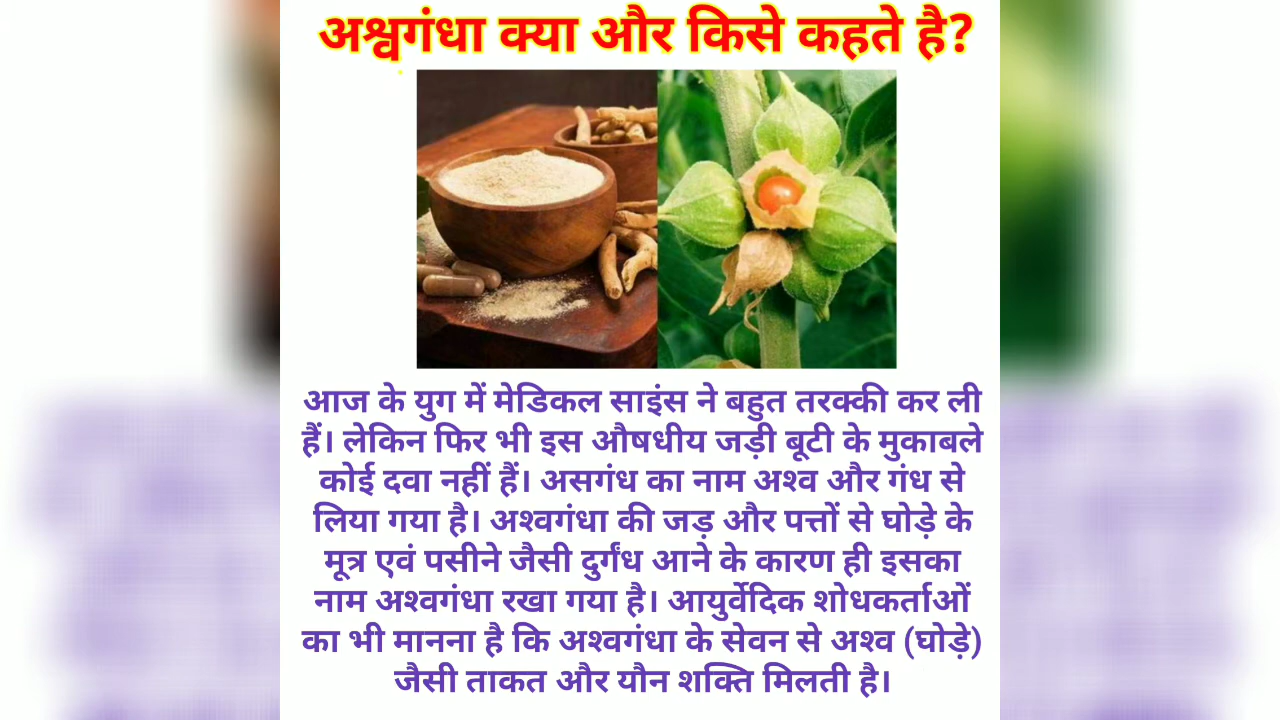 अश्वगंधा क्या और किसे कहते है?
आज के युग में मेडिकल साइंस ने बहुत तरक्की कर ली
हैं। लेकिन फिर भी इस औषधीय जड़ी बूटी के मुकाबले
कोई दवा नहीं हैं। असगंध का नाम अश्व और गंध से
लिया गया है। अश्वगंधा की जड़ और पत्तों से घोड़े के
मूत्र एवं पसीने जैसी दुर्गंध आने के कारण ही इसका
नाम अश्वगंधा रखा गया है। आयुर्वेदिक शोधकर्ताओं
का भी मानना है कि अश्वगंधा के सेवन से अश्व (घोड़े)
जैसी ताकत और यौन शक्ति मिलती है।